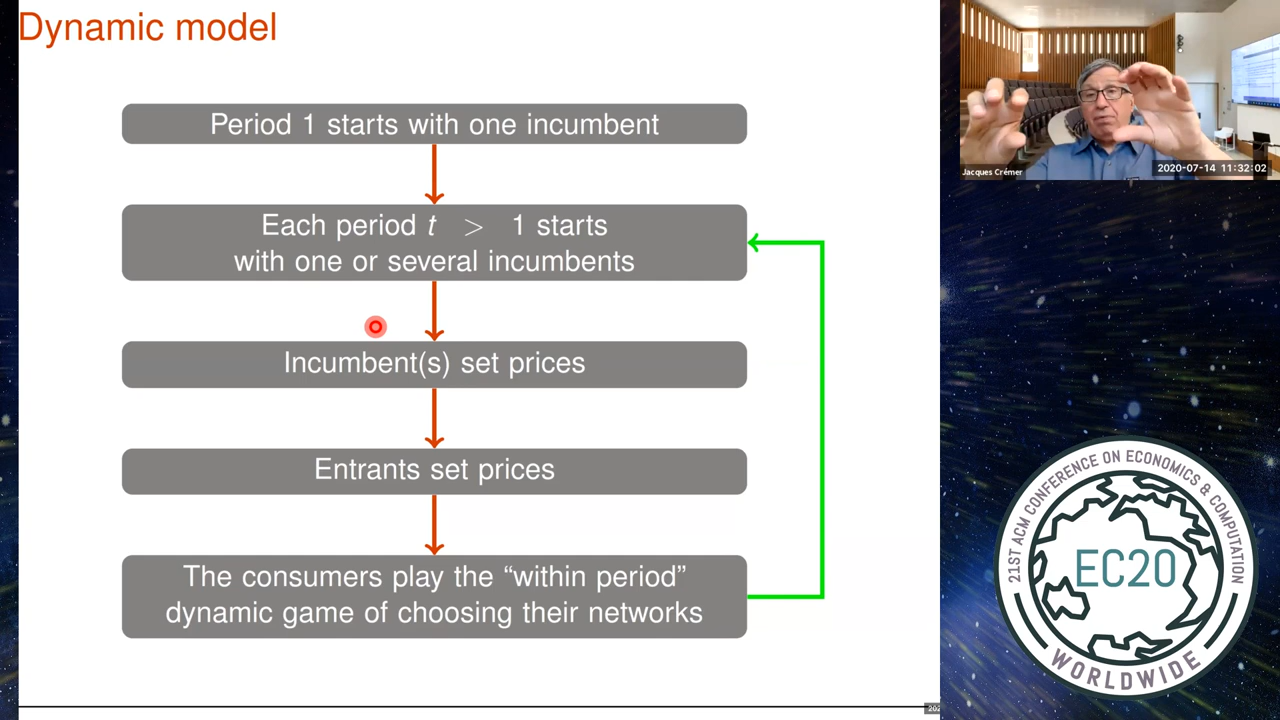 Dynamic model
Period 1 starts with one incumbent
Each period t > 1 starts
with one or several incumbents
Incumbent(s) set prices
Entrants set prices
The consumers play the “within period”
dynamic game of choosing their networks
Jacques Crémer
2020-07-14 11:32:02
21ST ACM CONFERENCE ON ECONOMICS & COMPUTATION
EC20
WORLDWIDE